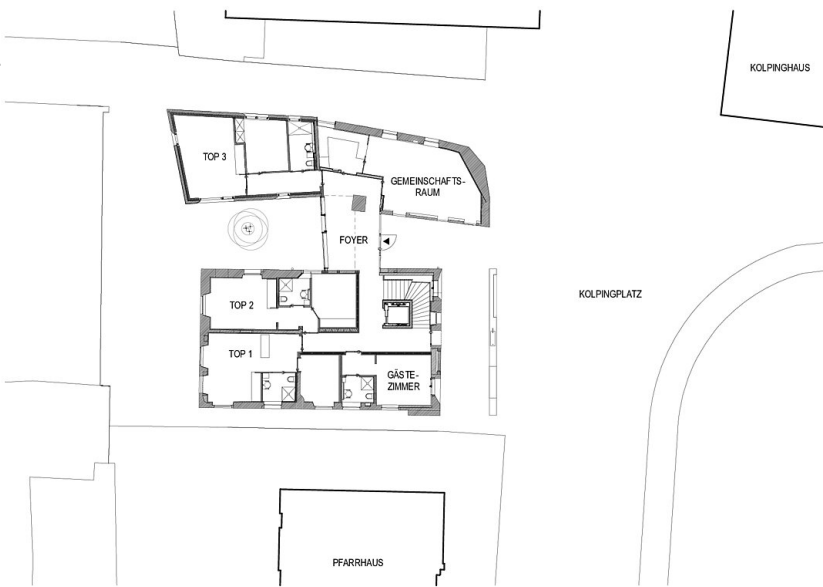 KOLPINGHAUS
TOP 3
GEMEINSCHAFTS-
RAUM
FOYER
KOLPINGPLATZ
TOP 2
TOP 1
GÄSTE-
ZIMMER
PFARRHAUS